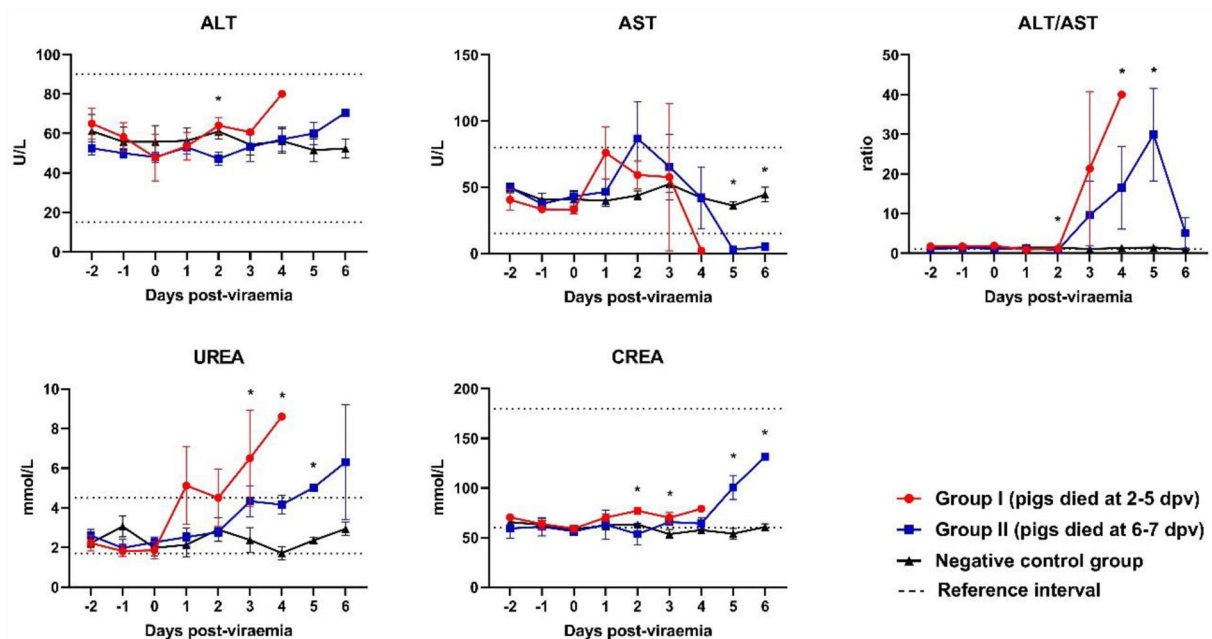 ALT
AST
ALT/AST
100
80
60
40
20
0
U/L
*
-2 -1 0 1 2 3 4 5 6
Days post-viraemia
150
100
50
0
U/L
* *
-2 -1 0 1 2 3 4 5 6
Days post-viraemia
50
40
30
20
10
0
ratio
* * *
-2 -1 0 1 2 3 4 5 6
Days post-viraemia
UREA
CREA
10
8
6
4
2
0
mmol/L
* * *
-2 -1 0 1 2 3 4 5 6
Days post-viraemia
200
150
100
50
0
mmol/L
* * * *
-2 -1 0 1 2 3 4 5 6
Days post-viraemia
Group I (pigs died at 2-5 dpv)
Group II (pigs died at 6-7 dpv)
Negative control group
Reference interval